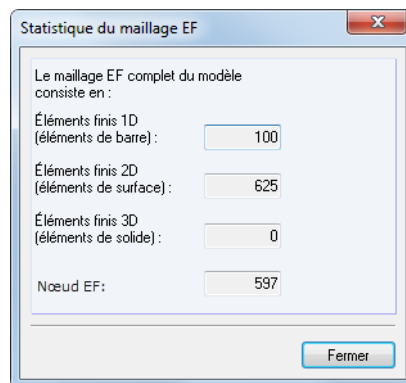 Statistique du maillage EF
Le maillage EF complet du modèle
consiste en :
Éléments finis 1D
(éléments de barre) :
100
Éléments finis 2D
(éléments de surface) :
625
Éléments finis 3D
(éléments de solide) :
0
Nœud EF:
597
Fermer